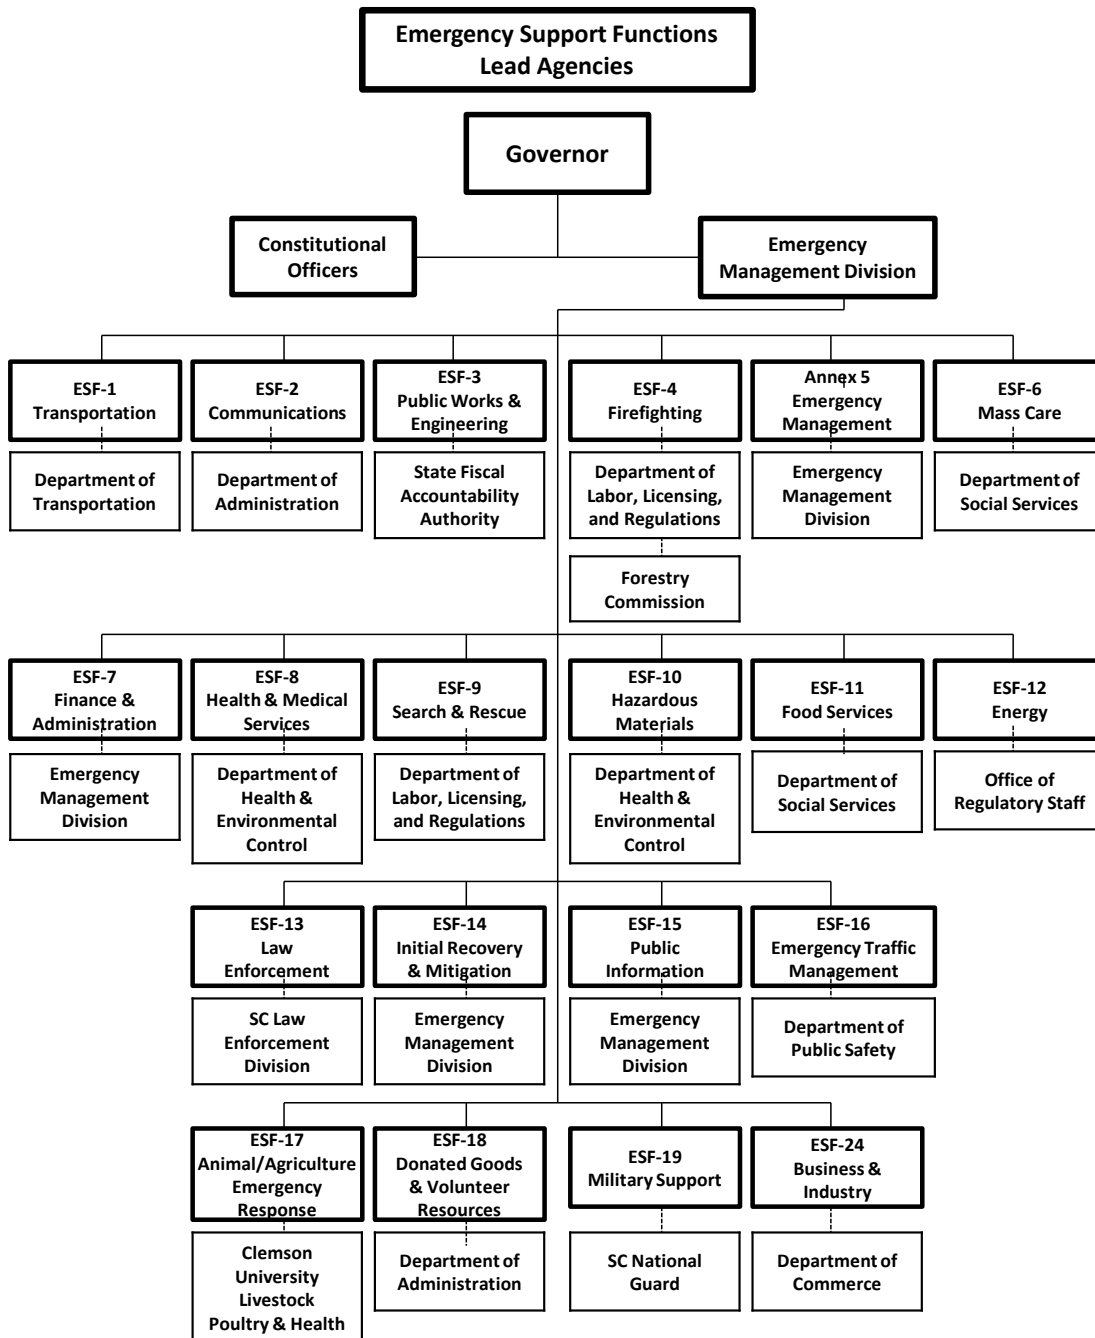 Emergency Support Functions
Lead Agencies
Governor
Constitutional
Officers
Emergency
Management Division
ESF-1
Transportation
ESF-2
Communications
ESF-3
Public Works &
Engineering
ESF-4
Firefighting
Annex 5
Emergency
Management
ESF-6
Mass Care
Department of
Transportation
Department of
Administration
State Fiscal
Accountability
Authority
Department of
Labor, Licensing,
and Regulations
Emergency
Management
Division
Department of
Social Services
Forestry
Commission
ESF-7
Finance &
Administration
ESF-8
Health & Medical
Services
ESF-9
Search & Rescue
ESF-10
Hazardous
Materials
ESF-11
Food Services
ESF-12
Energy
Emergency
Management
Division
Department of
Health &
Environmental
Control
Department of
Labor, Licensing,
and Regulations
Department of
Health &
Environmental
Control
Department of
Social Services
Office of
Regulatory Staff
ESF-13
Law
Enforcement
ESF-14
Initial Recovery
& Mitigation
ESF-15
Public
Information
ESF-16
Emergency Traffic
Management
SC Law
Enforcement
Division
Emergency
Management
Division
Emergency
Management
Division
Department of
Public Safety
ESF-17
Animal/Agriculture
Emergency
Response
ESF-18
Donated Goods
& Volunteer
Resources
ESF-19
Military Support
ESF-24
Business &
Industry
Clemson
University
Livestock
Poultry & Health
Department of
Administration
SC National
Guard
Department of
Commerce